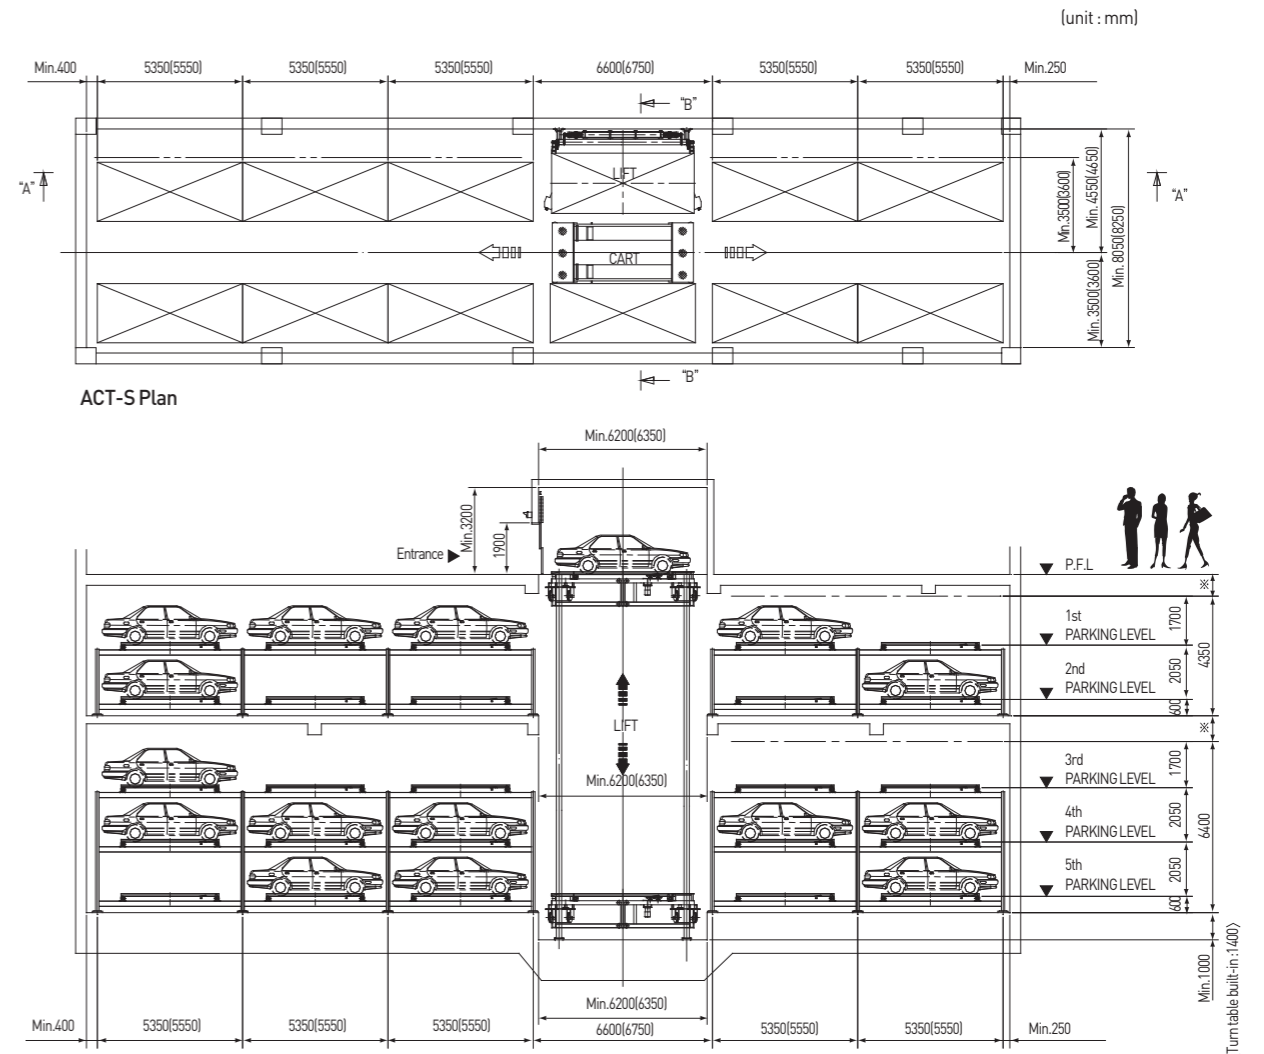 (unit : mm)
Min.400
5350(5550)
5350(5550)
5350(5550)
6600(6750)
5350(5550)
5350(5550)
Min.250
"B"
"A"
LIFT
CART
Min.3500(3600)
Min. 4550(4650)
Min.3500(3600)
Min. 8050(8250)
"A"
"B"
ACT-S Plan
Min.6200(6350)
Min.3200
1900
Entrance
P.F.L
※
1st
PARKING LEVEL
1700
2nd
PARKING LEVEL
2050
4350
600
LIFT
※
Min.6200(6350)
3rd
PARKING LEVEL
1700
4th
PARKING LEVEL
2050
6400
5th
PARKING LEVEL
2050
600
Min.1000
Turn table built-in :1400)
Min.6200(6350)
Min.400
5350(5550)
5350(5550)
5350(5550)
6600(6750)
5350(5550)
5350(5550)
Min.250